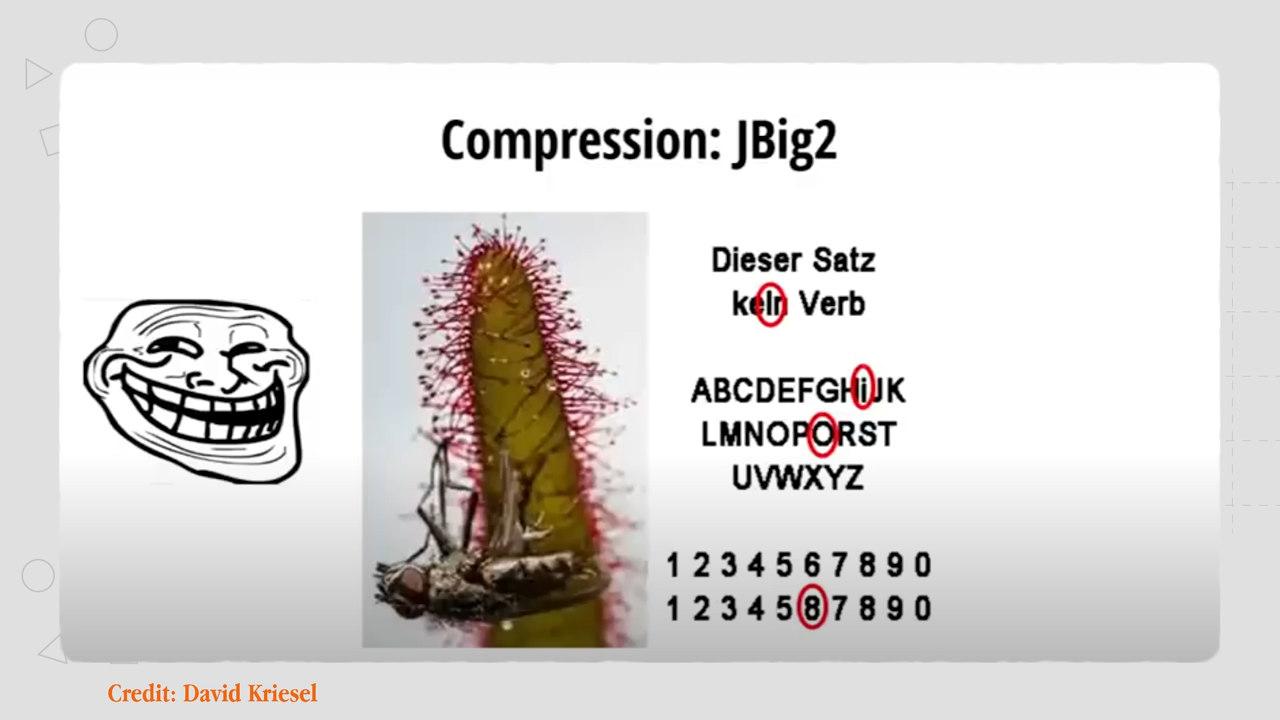 Compression: JBig2
Dieser Satz
keln Verb
ABCDEFGHiJK
LMNOPORST
UVWXYZ
1 2 3 4 5 6 7 8 9 0
1 2 3 4 5 8 7 8 9 0
Credit: David Kriesel